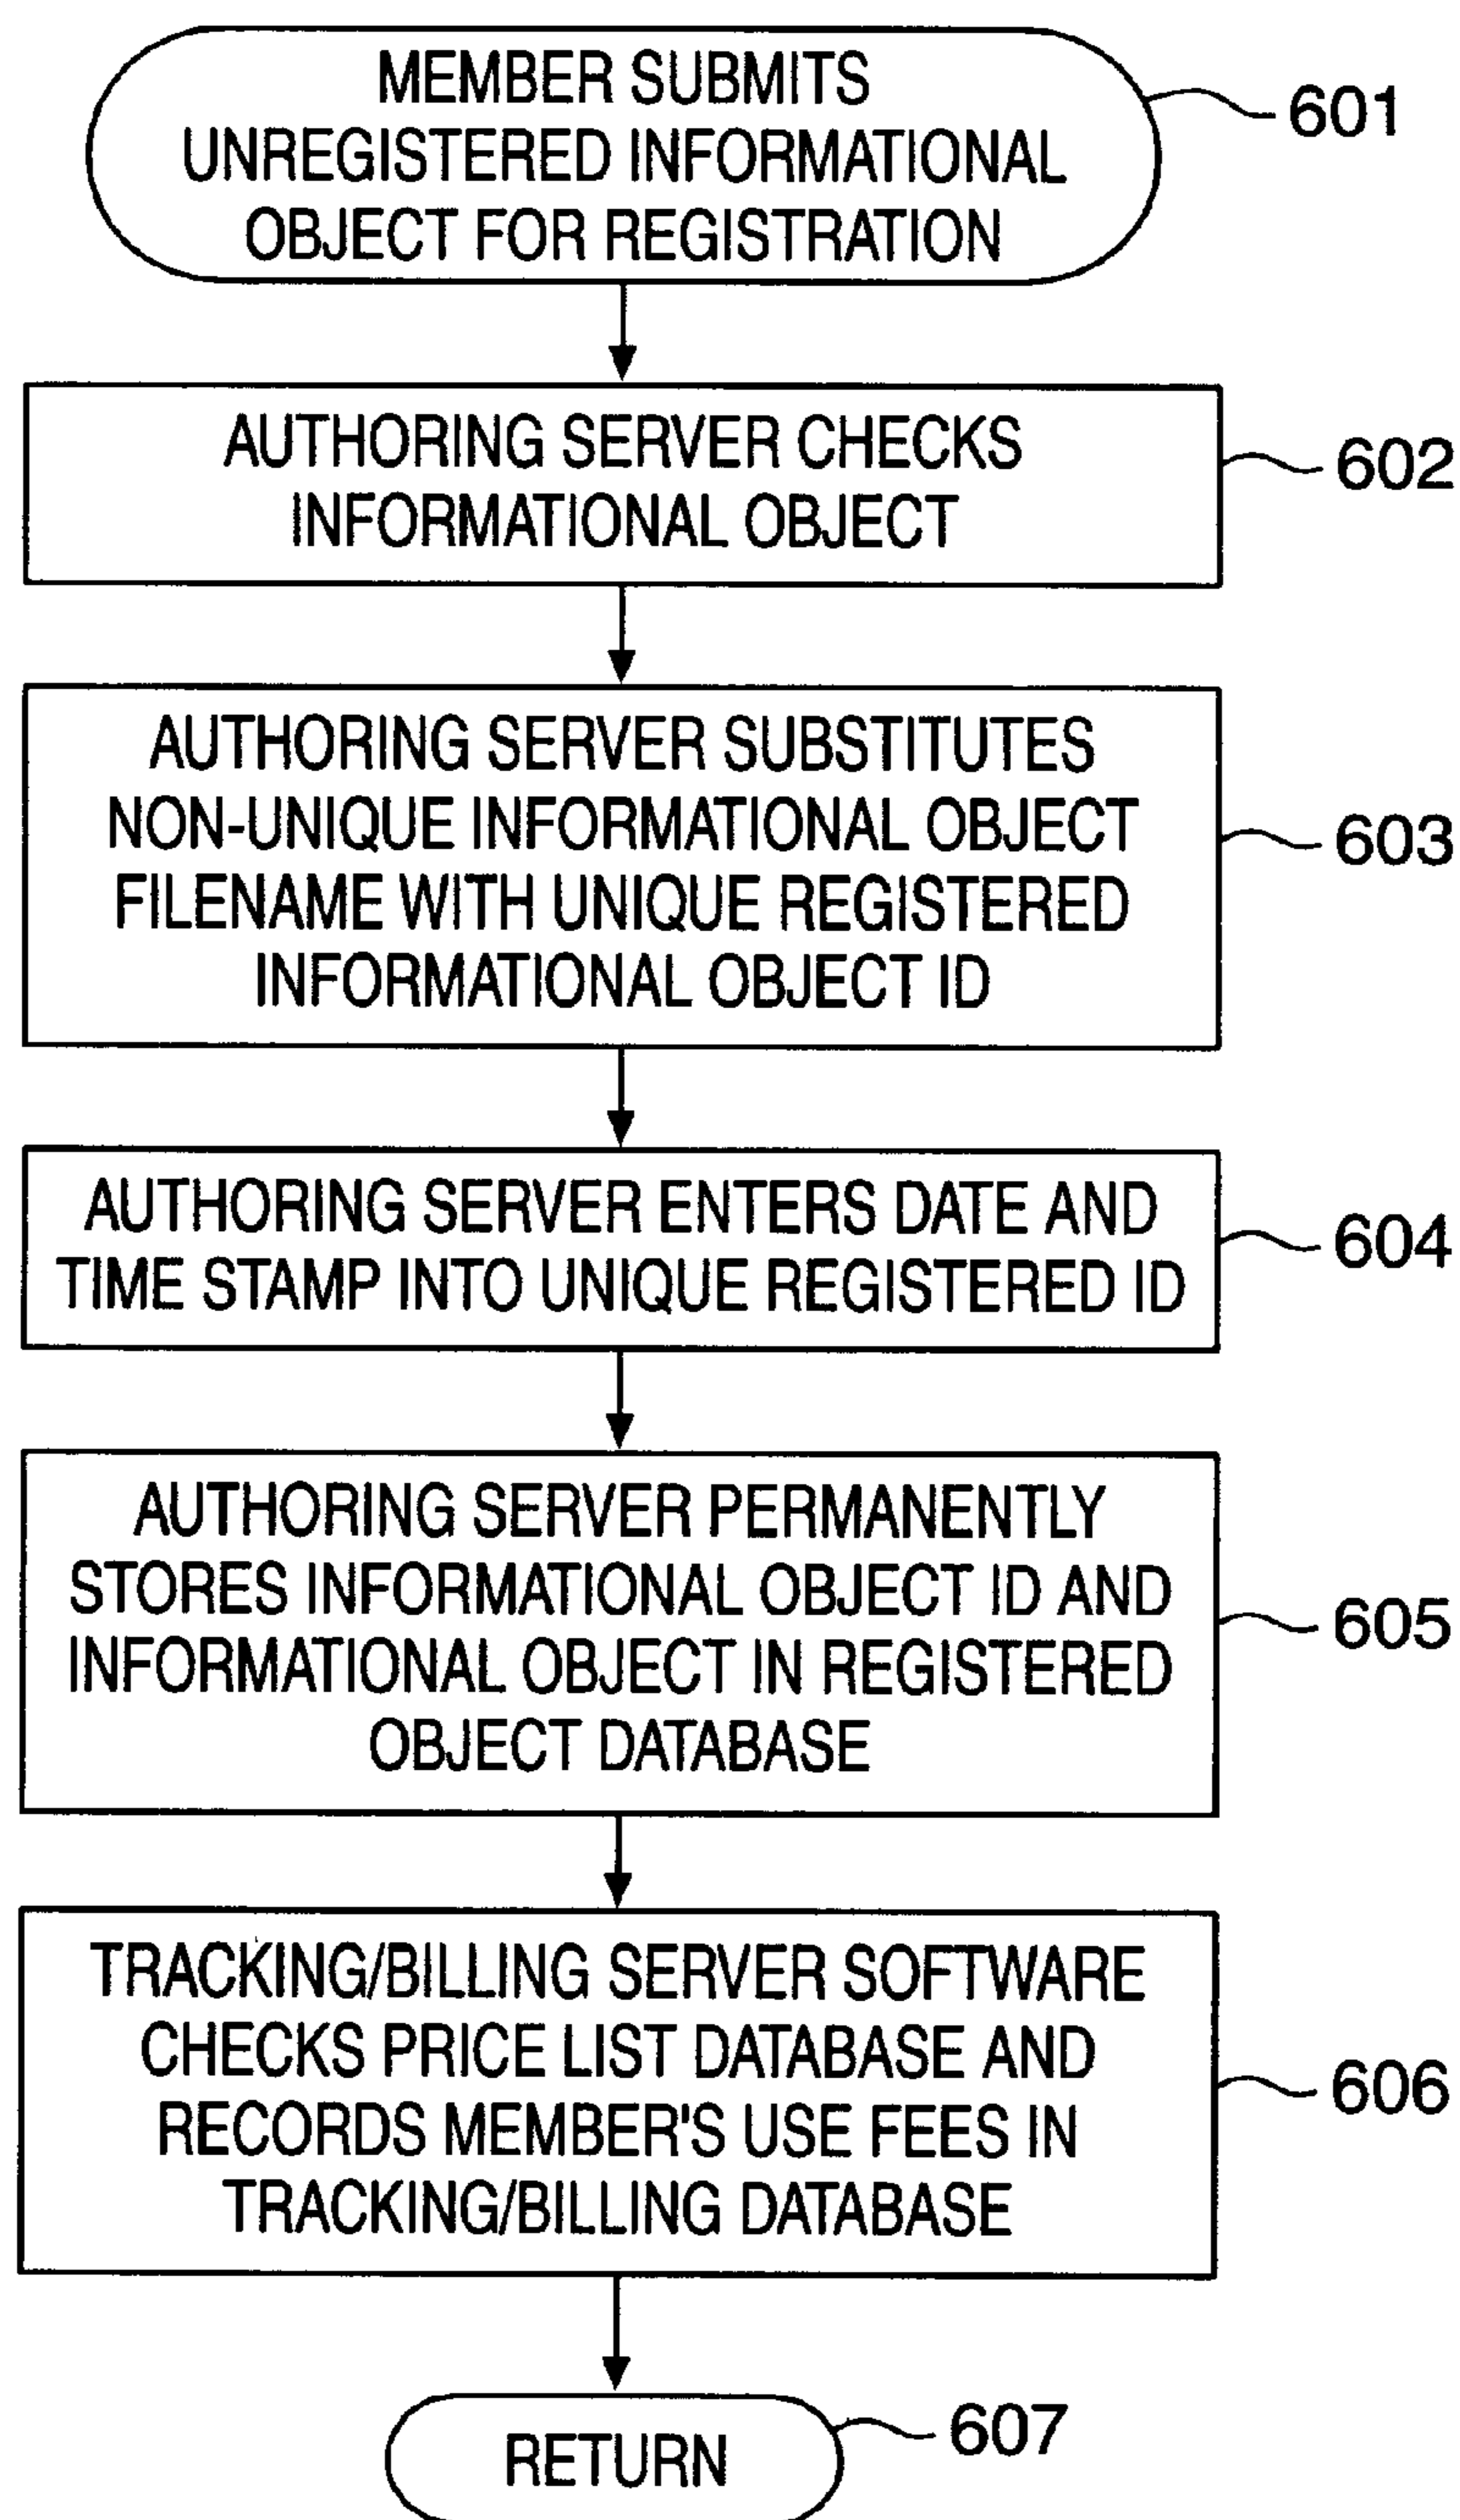 MEMBER SUBMITS
UNREGISTERED INFORMATIONAL
OBJECT FOR REGISTRATION
601
AUTHORING SERVER CHECKS
INFORMATIONAL OBJECT
602
AUTHORING SERVER SUBSTITUTES
NON-UNIQUE INFORMATIONAL OBJECT
FILENAME WITH UNIQUE REGISTERED
INFORMATIONAL OBJECT ID
603
AUTHORING SERVER ENTERS DATE AND
TIME STAMP INTO UNIQUE REGISTERED ID
604
AUTHORING SERVER PERMANENTLY
STORES INFORMATIONAL OBJECT ID AND
INFORMATIONAL OBJECT IN REGISTERED
OBJECT DATABASE
605
TRACKING/BILLING SERVER SOFTWARE
CHECKS PRICE LIST DATABASE AND
RECORDS MEMBER'S USE FEES IN
TRACKING/BILLING DATABASE
606
RETURN
607